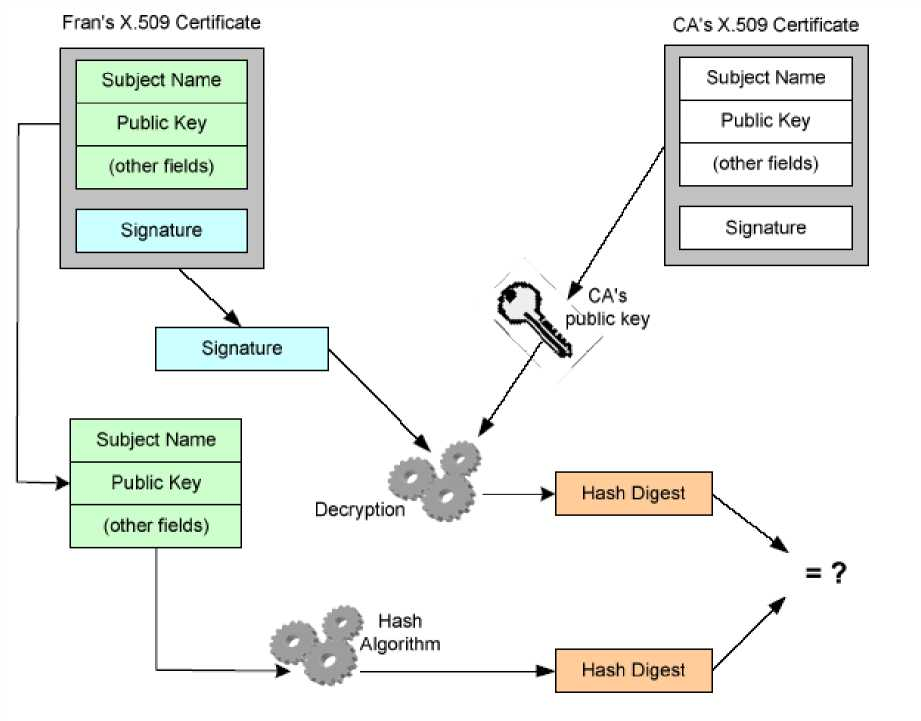 Fran's X.509 Certificate
Subject Name
Public Key
(other fields)
Signature
CA's X.509 Certificate
Subject Name
Public Key
(other fields)
Signature
CA's
public key
Signature
Subject Name
Public Key
(other fields)
Decryption
Hash Digest
= ?
Hash
Algorithm
Hash Digest